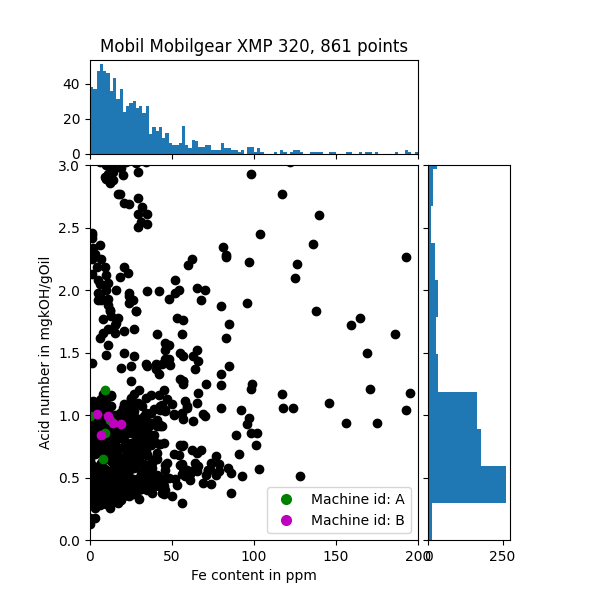 Mobil Mobilgear XMP 320, 861 points
40
20
0
3.0
2.5
2.0
1.5
1.0
0.5
0.0
Acid number in mgkOH/gOil
Machine id: A
Machine id: B
0 50 100 150 200
0 250
Fe content in ppm